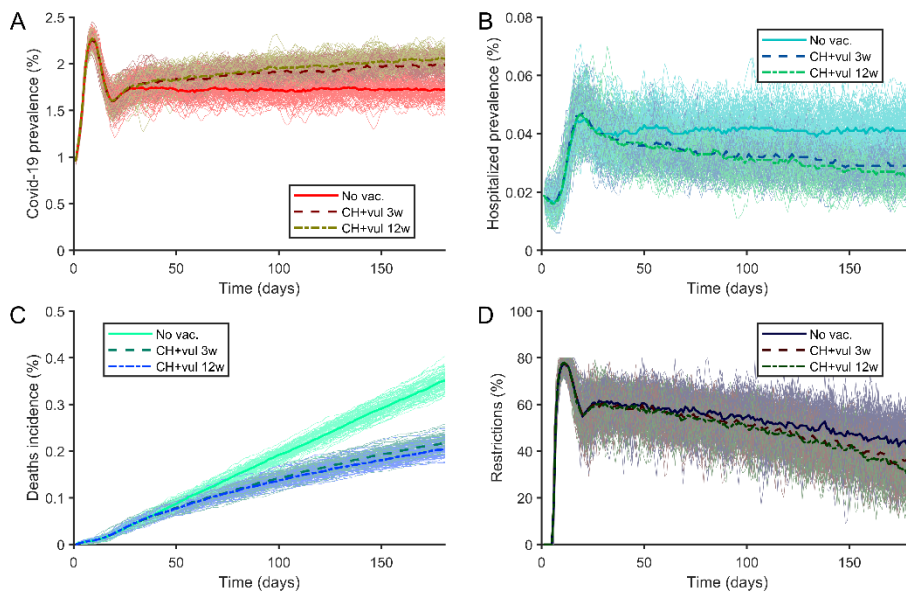 A
Covid-19 prevalence (%)
2.5
2
1.5
1
0.5
0
0
50
100
150
Time (days)
No vac.
CH+vul 3w
CH+vul 12w
B
Hospitalized prevalence (%)
0.08
0.06
0.04
0.02
0
0
50
100
150
Time (days)
No vac.
CH+vul 3w
CH+vul 12w
C
Deaths incidence (%)
0.5
0.4
0.3
0.2
0.1
0
0
50
100
150
Time (days)
No vac.
CH+vul 3w
CH+vul 12w
D
Restrictions (%)
100
80
60
40
20
0
0
50
100
150
Time (days)
No vac.
CH+vul 3w
CH+vul 12w